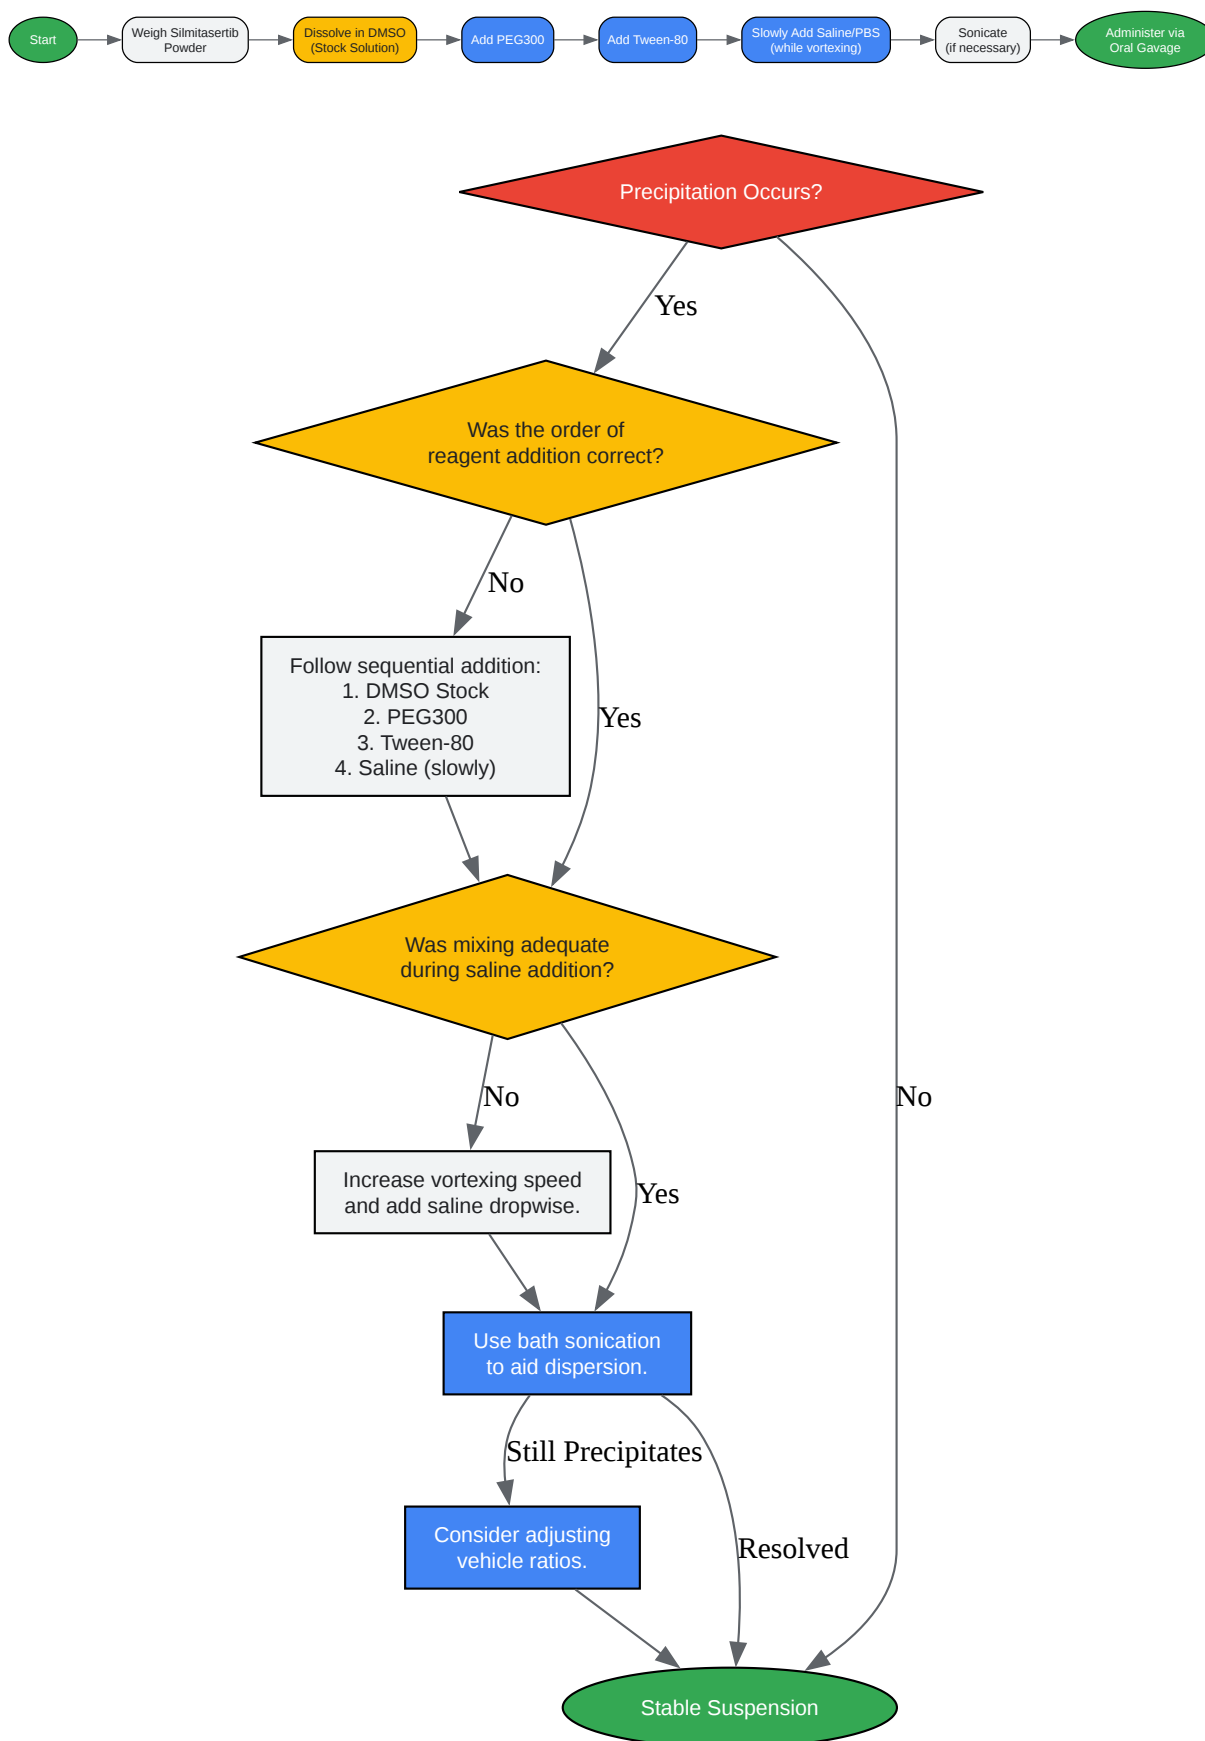 Start
Weigh Silmitasertib
Powder
Dissolve in DMSO
(Stock Solution)
Add PEG300
Add Tween-80
Slowly Add Saline/PBS
(while vortexing)
Sonicate
(if necessary)
Administer via
Oral Gavage
Precipitation Occurs?
Yes
Was the order of
reagent addition correct?
No
Follow sequential addition:
1. DMSO Stock
2. PEG300
3. Tween-80
4. Saline (slowly)
Yes
Was mixing adequate
during saline addition?
No
No
Increase vortexing speed
and add saline dropwise.
Yes
Use bath sonication
to aid dispersion.
Still Precipitates
Consider adjusting
vehicle ratios.
Resolved
Stable Suspension